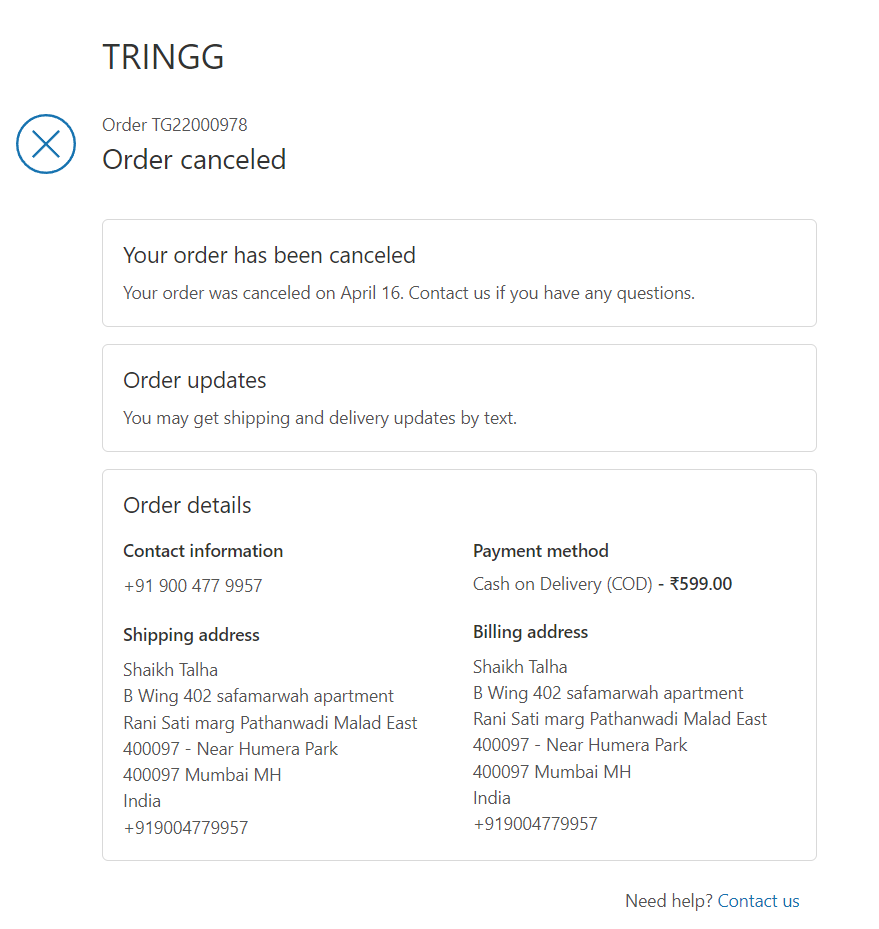 TRINGG
Order TG22000978
Order canceled
Your order has been canceled
Your order was canceled on April 16. Contact us if you have any questions.
Order updates
You may get shipping and delivery updates by text.
Order details
Contact information
+91 900 477 9957
Payment method
Cash on Delivery (COD) - ₹599.00
Shipping address
Shaikh Talha
B Wing 402 safamarwah apartment
Rani Sati marg Pathanwadi Malad East
400097 - Near Humera Park
400097 Mumbai MH
India
+919004779957
Billing address
Shaikh Talha
B Wing 402 safamarwah apartment
Rani Sati marg Pathanwadi Malad East
400097 - Near Humera Park
400097 Mumbai MH
India
+919004779957
Need help? Contact us